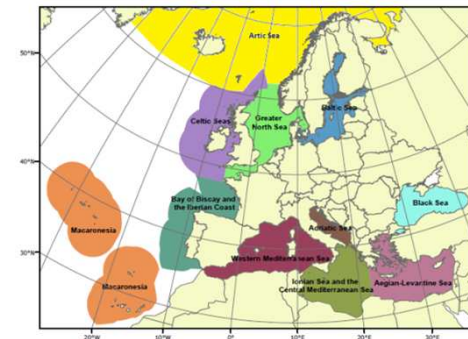 Artic Sea
50°N
Celtic Seas
Greater
North Sea
Baltic Sea
40°N
Bay of Biscay and
the Iberian Coast
Black Sea
Macaronesia
Adriatic Sea
30°N
Western Mediterranean Sea
Macaronesia
Ionian Sea and the
Central Mediterranean Sea
Aegian-Levantine Sea
20°W
10°W
0°
10°E
20°E
30°E